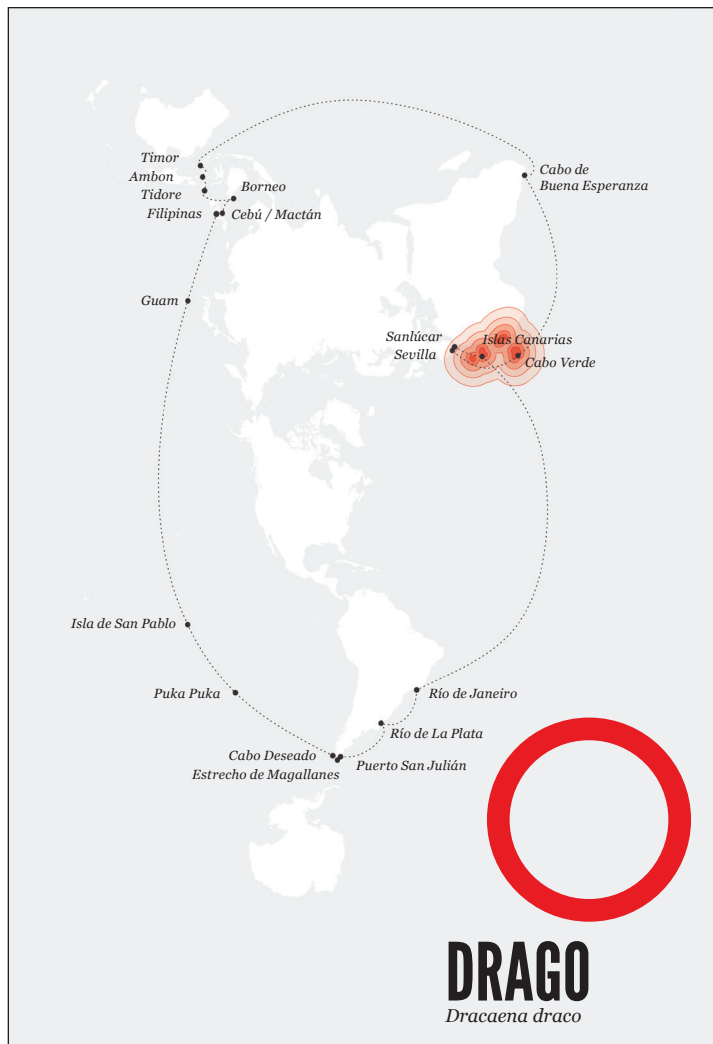 Timor
Ambon
Tidore
Borneo
Filipinas
Cebú / Mactán
Cabo de
Buena Esperanza
Guam
Sanlúcar
Sevilla
Islas Canarias
Cabo Verde
Isla de San Pablo
Puka Puka
Río de Janeiro
Río de La Plata
Cabo Deseado
Estrecho de Magallanes
Puerto San Julián
DRAGO
Dracaena draco